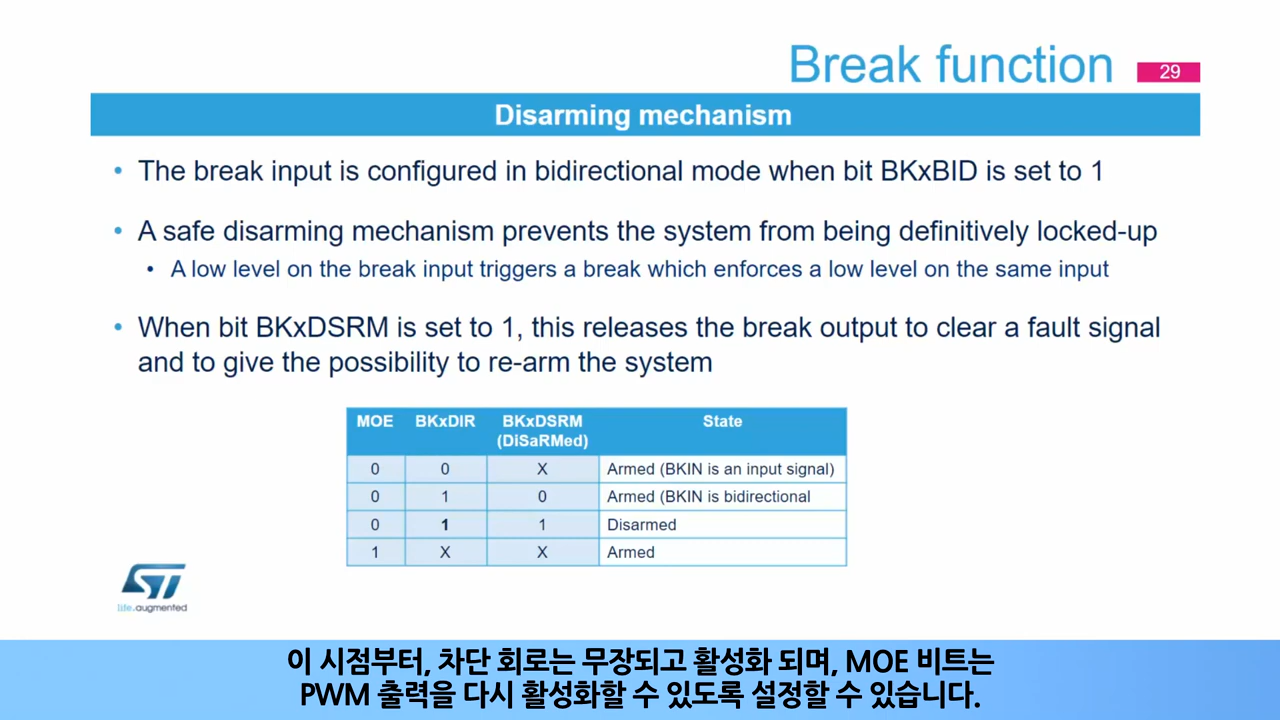 Break function
29
Disarming mechanism
• The break input is configured in bidirectional mode when bit BKxBID is set to 1
• A safe disarming mechanism prevents the system from being definitively locked-up
• A low level on the break input triggers a break which enforces a low level on the same input
• When bit BKxDSRM is set to 1, this releases the break output to clear a fault signal
and to give the possibility to re-arm the system
MOE BKxDIR BKxDSRM (DiSaRMed) State
0 0 X Armed (BKIN is an input signal)
0 1 0 Armed (BKIN is bidirectional
0 1 1 Disarmed
1 X X Armed
ST
life.augmented
이 시점부터, 차단 회로는 무장되고 활성화 되며, MOE 비트는
PWM 출력을 다시 활성화할 수 있도록 설정할 수 있습니다.